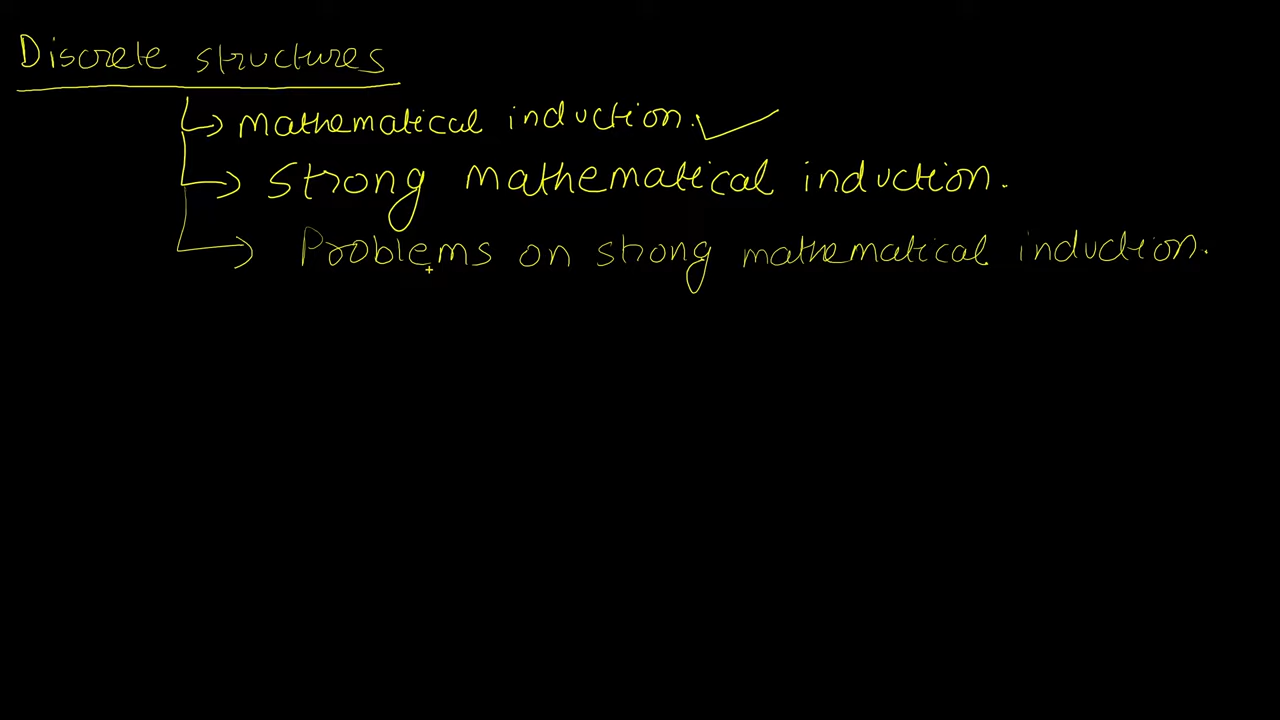 Discrete structures
mathematical induction.
strong mathematical induction.
Problems on strong mathematical induction.